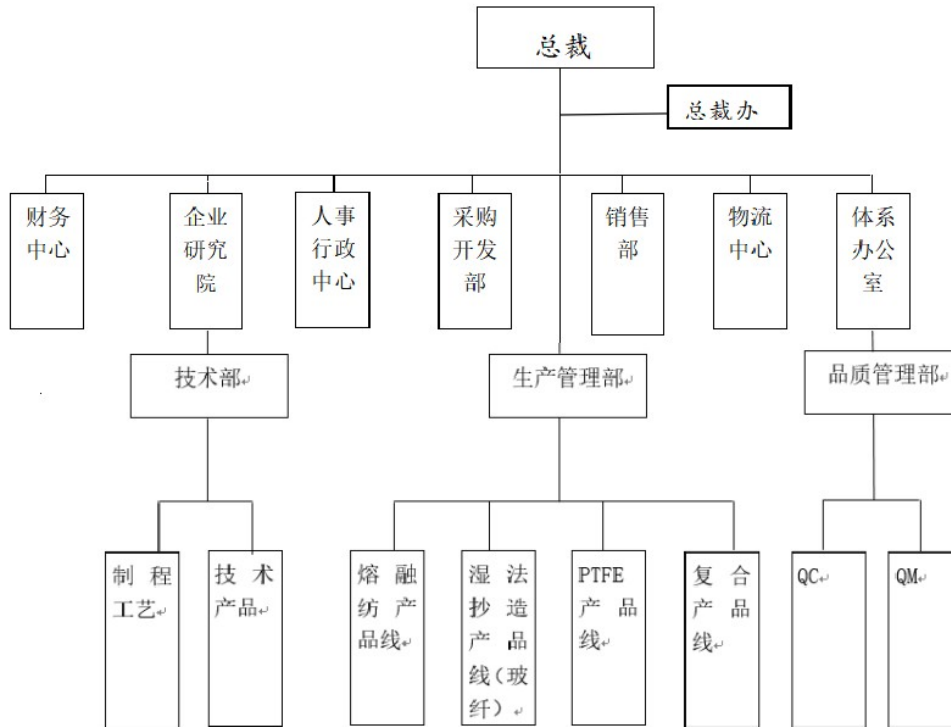 总裁
总裁办
财务
中心
企业
研究
院
人事
行政
中心
采购
开发
部
销售
部
物流
中心
体系
办公
室
技术部
生产管理部
品质管理部
制程
工艺
技术
产品
熔融
纺产
品线
湿法
抄造
产品
线(玻
纤)
PTFE
产品
线
复合
产品
线
QC
QM